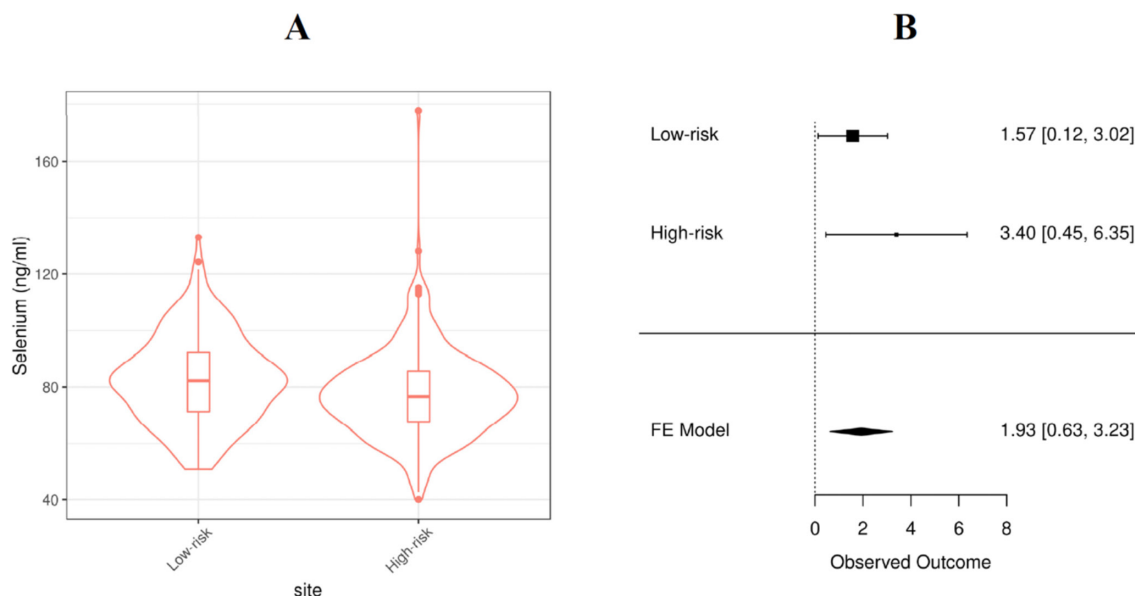 A
B
Selenium (ng/ml)
160
120
80
40
Low-risk
High-risk
site
Low-risk 1.57 [0.12, 3.02]
High-risk 3.40 [0.45, 6.35]
FE Model 1.93 [0.63, 3.23]
0 2 4 6 8
Observed Outcome